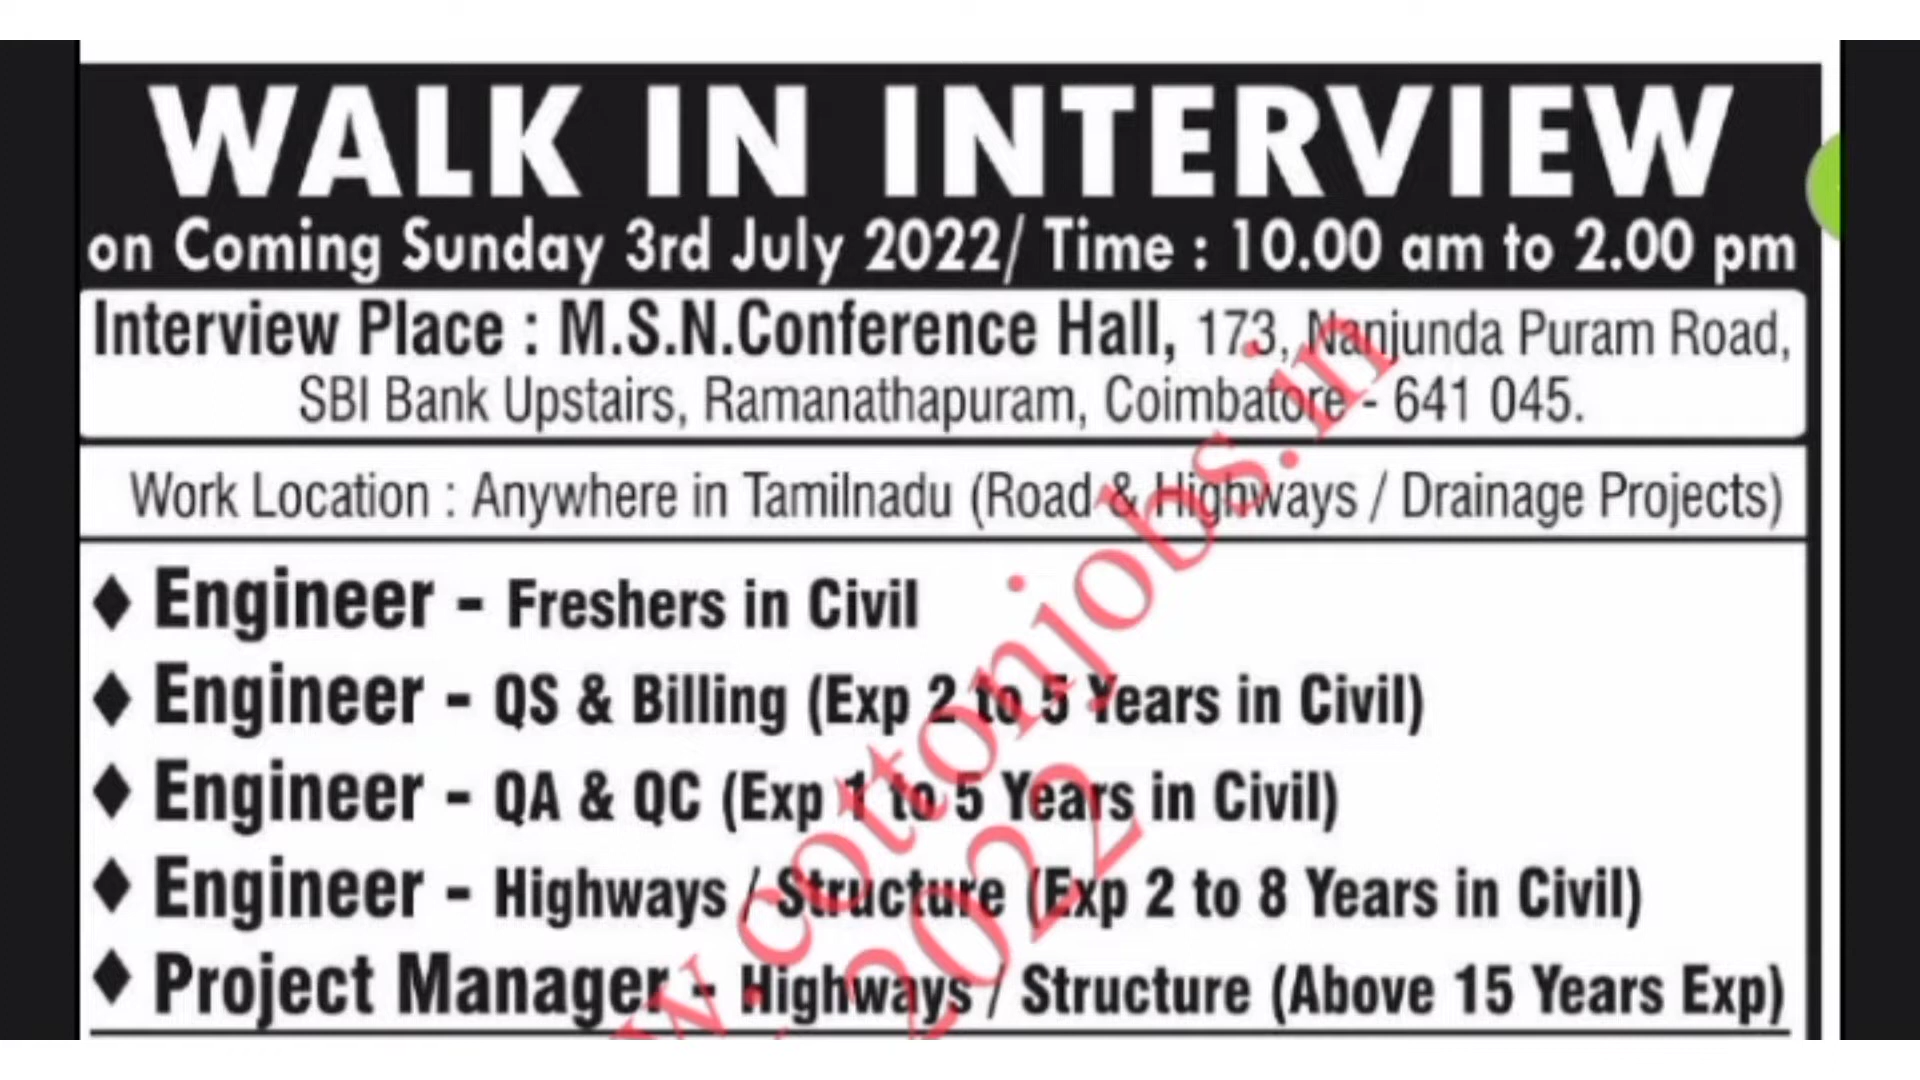 WALK IN INTERVIEW
on Coming Sunday 3rd July 2022/ Time : 10.00 am to 2.00 pm
Interview Place : M.S.N.Conference Hall, 173, Nanjunda Puram Road,
SBI Bank Upstairs, Ramanathapuram, Coimbatore - 641 045.
Work Location : Anywhere in Tamilnadu (Road & Highways / Drainage Projects)
♦ Engineer - Freshers in Civil
♦ Engineer - QS & Billing (Exp 2 to 5 Years in Civil)
♦ Engineer - QA & QC (Exp 1 to 5 Years in Civil)
♦ Engineer - Highways / Structure (Exp 2 to 8 Years in Civil)
♦ Project Manager - Highways / Structure (Above 15 Years Exp)
w.cottonjobs.in
2022